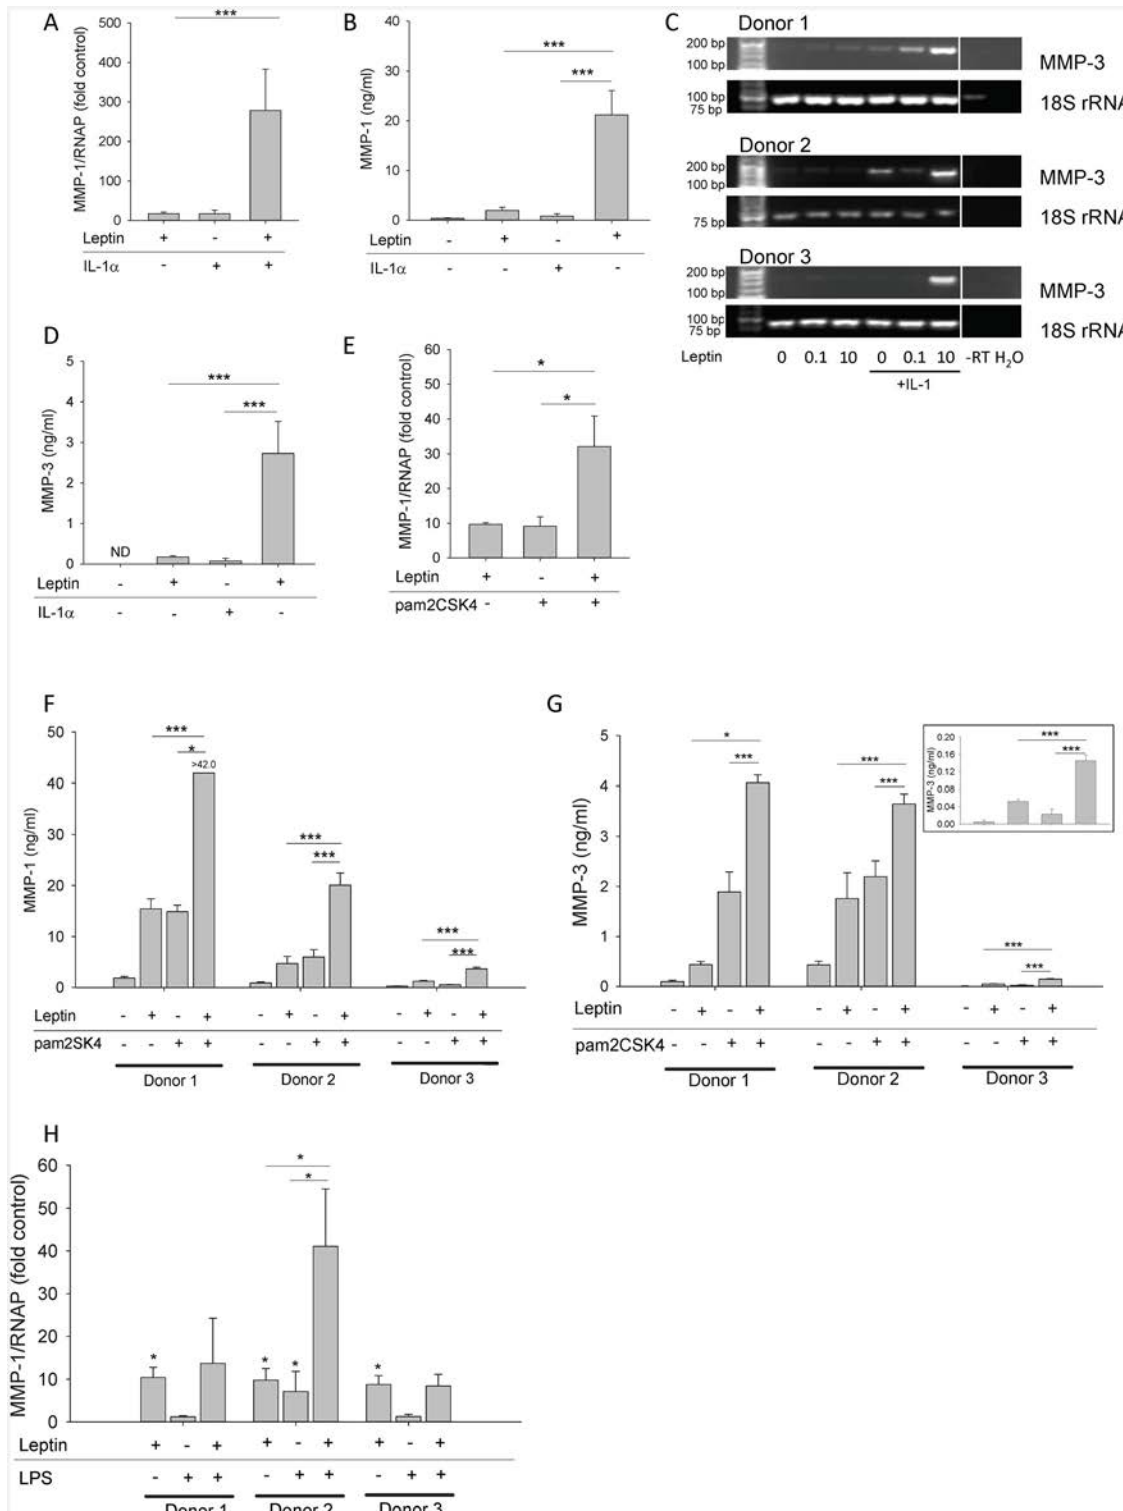 A
MMP-1/RNAP (fold control)
500
400
300
200
100
0
***
Leptin + - +
IL-1α - + +
B
MMP-1 (ng/ml)
40
30
20
10
0
***
***
Leptin - + - +
IL-1α - - + -
C
Donor 1
200 bp
100 bp
MMP-3
100 bp
75 bp
18S rRNA
Donor 2
200 bp
100 bp
MMP-3
75 bp
18S rRNA
Donor 3
200 bp
100 bp
MMP-3
100 bp
75 bp
18S rRNA
Leptin 0 0.1 10 0 0.1 10 -RT H2O
+IL-1
D
MMP-3 (ng/ml)
5
4
3
2
1
0
***
***
ND
Leptin - + - +
IL-1α - - + -
E
MMP-1/RNAP (fold control)
60
50
40
30
20
10
0
*
*
Leptin + - +
pam2CSK4 - + +
F
MMP-1 (ng/ml)
50
40
30
20
10
0
***
*
>42.0
***
***
***
***
Leptin - + - + - + - + - + - +
pam2SK4 - - + + - - + + - - + +
Donor 1 Donor 2 Donor 3
G
MMP-3 (ng/ml)
5
4
3
2
1
0
*
***
***
***
***
***
MMP-3 (ng/ml)
0.20
0.16
0.12
0.08
0.04
0.00
***
***
Leptin - + - + - + - + - + - +
pam2CSK4 - - + + - - + + - - + +
Donor 1 Donor 2 Donor 3
H
MMP-1/RNAP (fold control)
60
50
40
30
20
10
0
*
*
*
*
*
*
Leptin + - + + - + + - +
LPS - + + - + + - + +
Donor 1 Donor 2 Donor 3